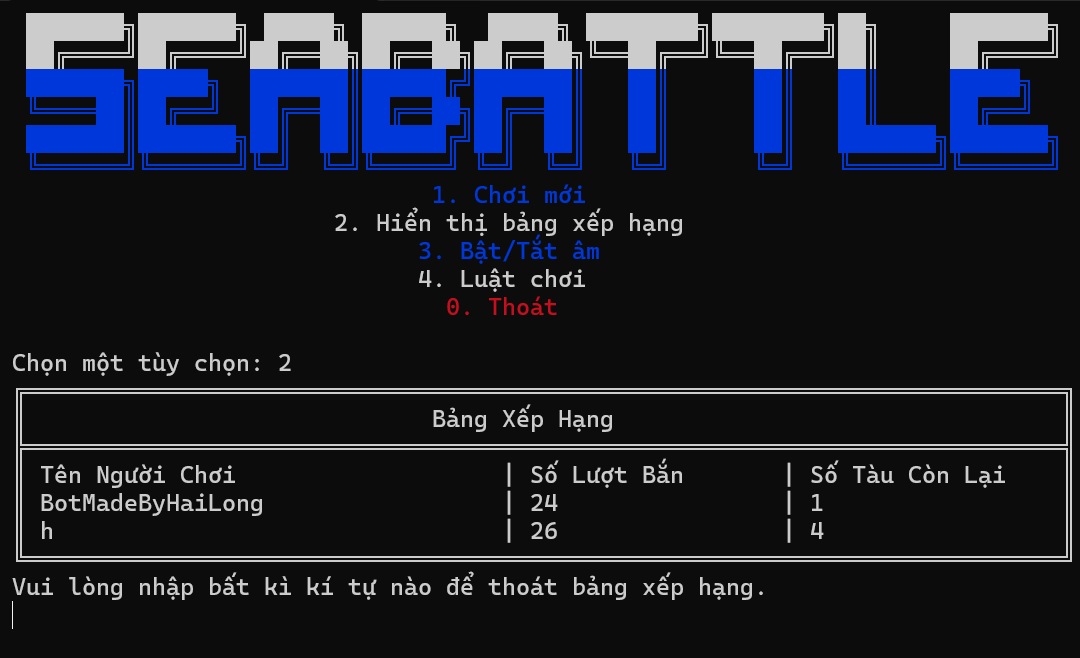 SEABATTLE
1. Chơi mới
2. Hiển thị bảng xếp hạng
3. Bật/Tắt âm
4. Luật chơi
0. Thoát
Chọn một tùy chọn: 2
Bảng Xếp Hạng
Tên Người Chơi | Số Lượt Bắn | Số Tàu Còn Lại
BotMadeByHaiLong | 24 | 1
h | 26 | 4
Vui lòng nhập bất kì kí tự nào để thoát bảng xếp hạng.